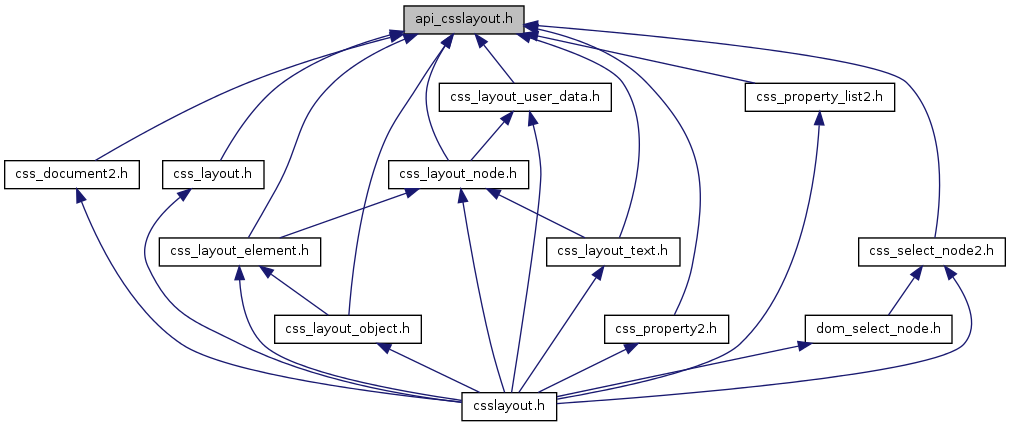 api_csslayout.h
css_layout_user_data.h
css_property_list2.h
css_document2.h
css_layout.h
css_layout_node.h
css_layout_element.h
css_layout_text.h
css_select_node2.h
css_layout_object.h
css_property2.h
dom_select_node.h
csslayout.h